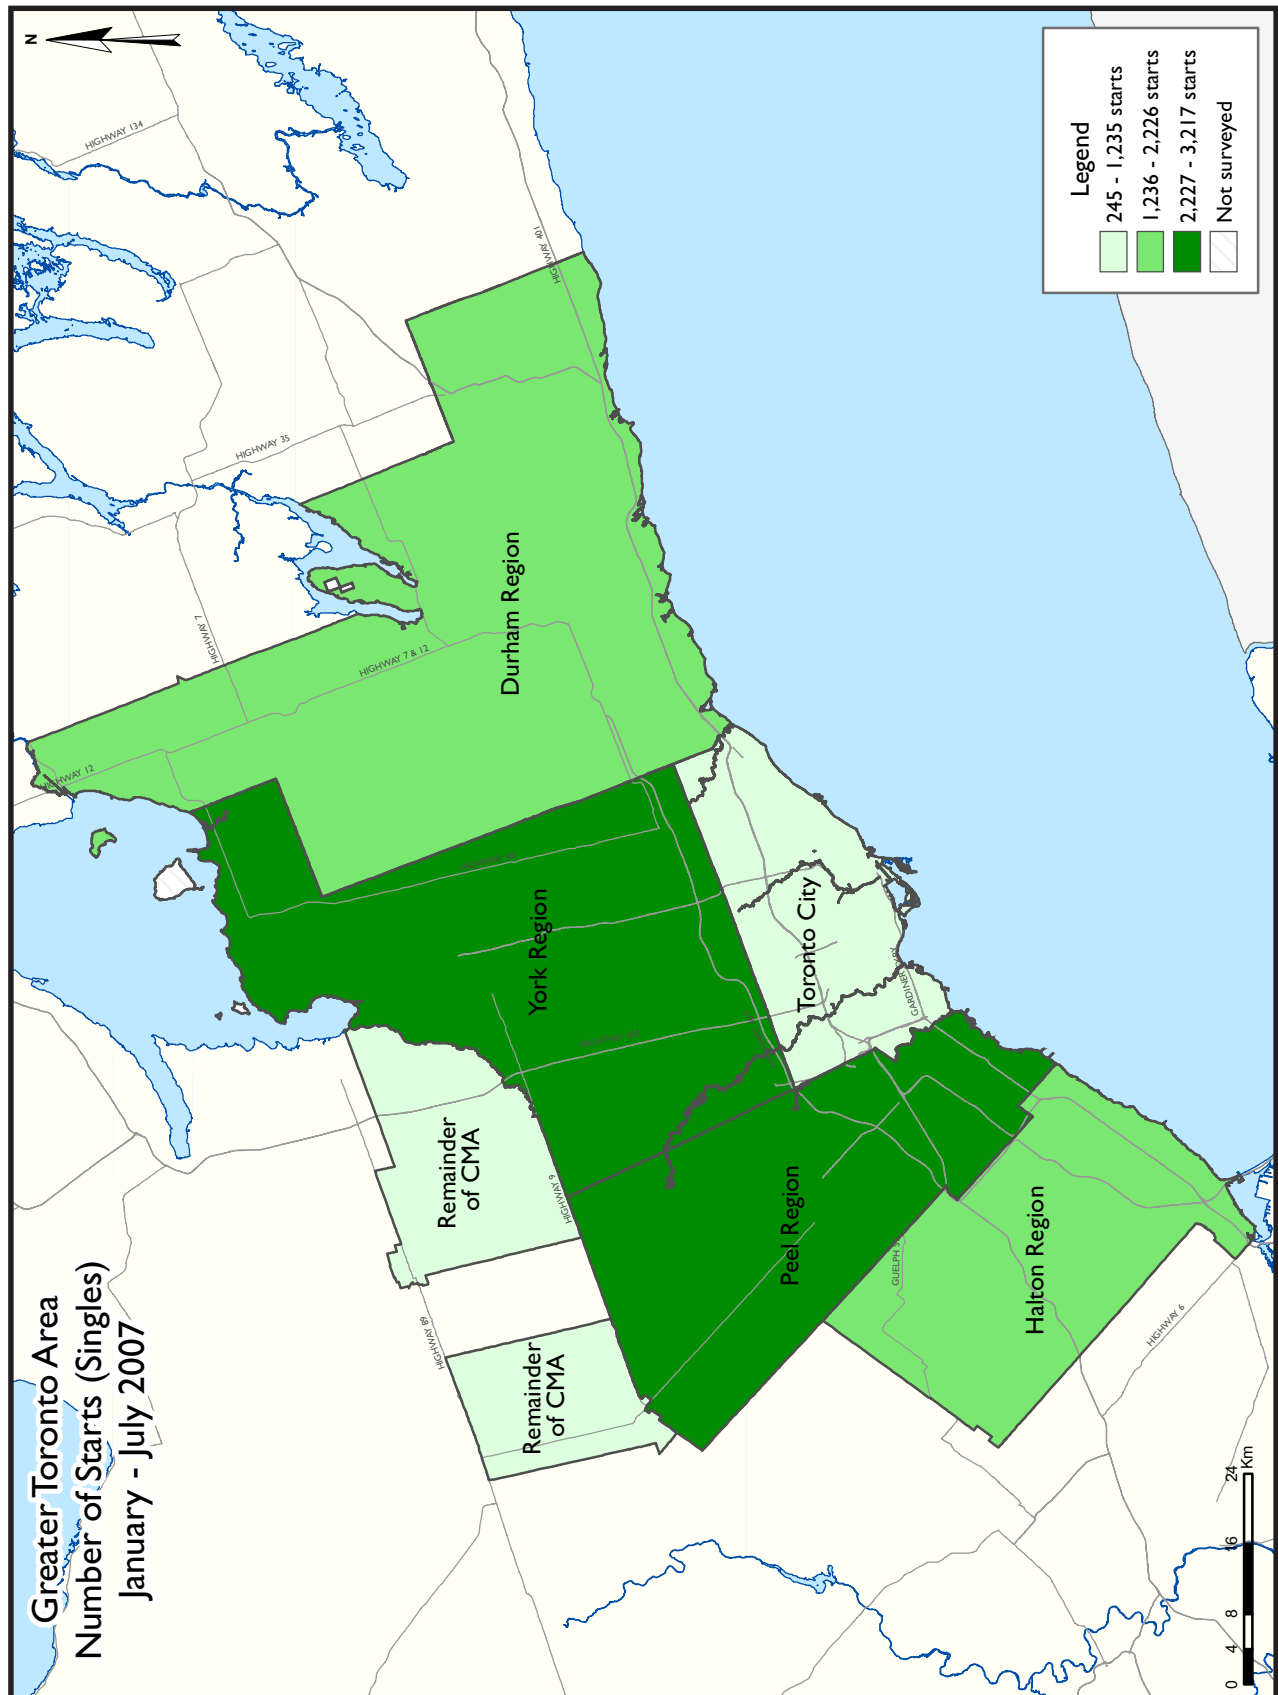 Greater Toronto Area
Number of Starts (Singles)
January - July 2007
N
HIGHWAY 134
HIGHWAY 401
HIGHWAY 35
HIGHWAY 7
HIGHWAY 7 & 12
HIGHWAY 12
Durham Region
York Region
Toronto City
GARDINER
Remainder
of CMA
HIGHWAY 9
HIGHWAY 89
Remainder
of CMA
Peel Region
GUELPH
Halton Region
HIGHWAY 6
Legend
245 - 1,235 starts
1,236 - 2,226 starts
2,227 - 3,217 starts
Not surveyed
0 4 8 16 24
Km